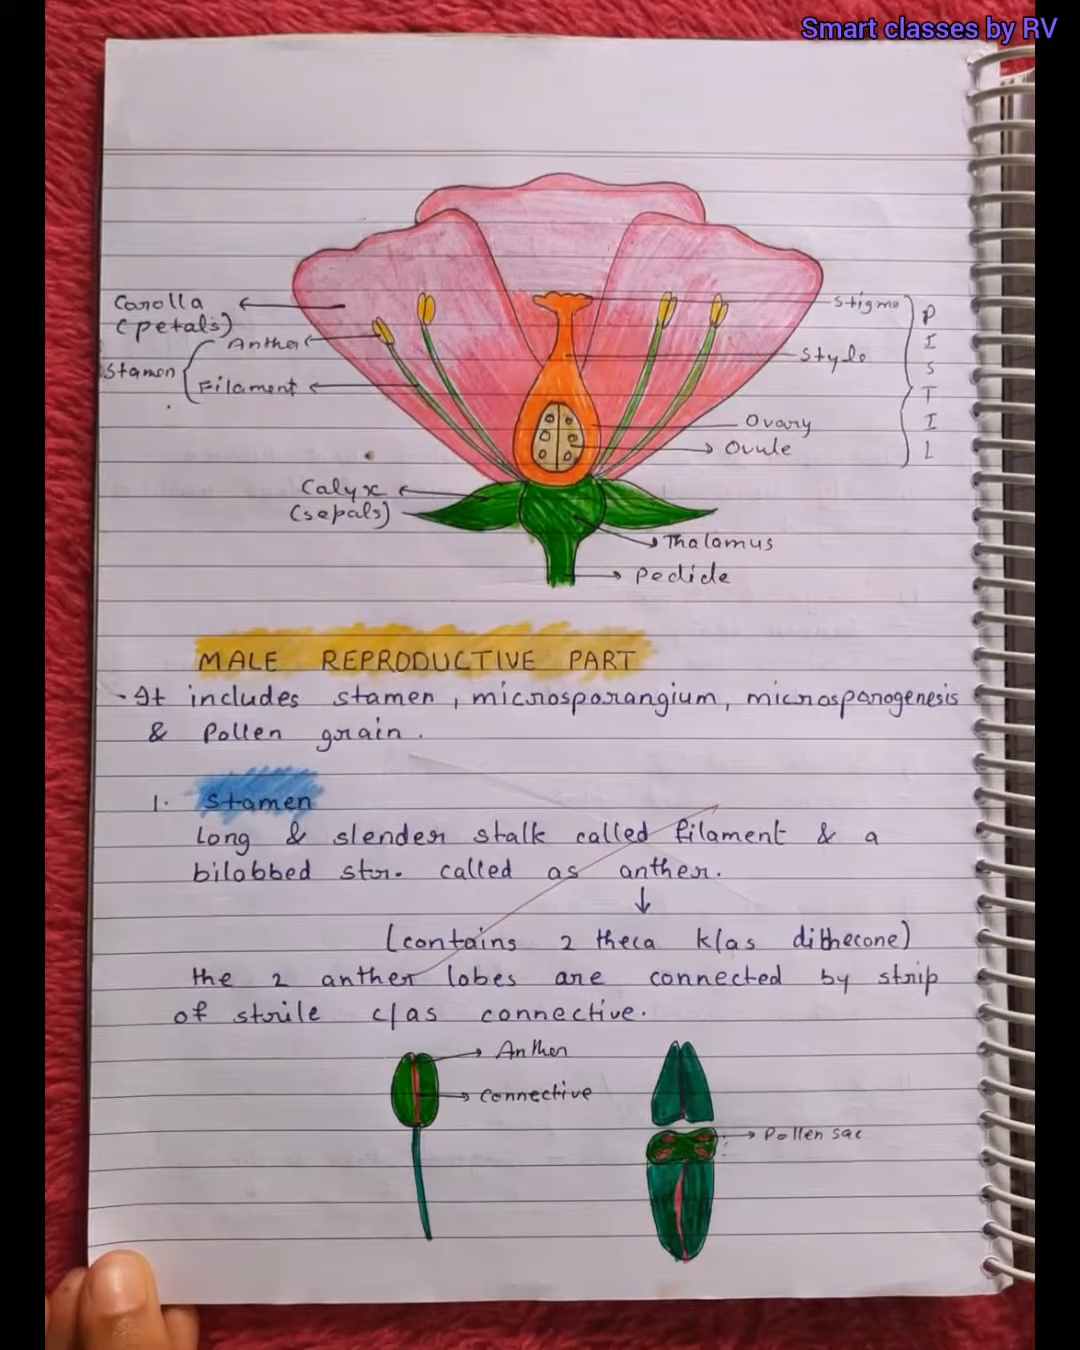 Smart classes by RV
Corolla
(petals)
Anther
Stamen
Filament
Stigma
Style
Ovary
Ovule
PISTIL
Calyx
(sepals)
Thalamus
Pedicle
MALE REPRODUCTIVE PART
· It includes stamen, microsporangium, microsporogenesis
& Pollen grain.
1. Stamen
Long & slender stalk called filament & a
bilobbed str. called as anther.
↓
(contains 2 theca k/as dithecone)
the 2 anther lobes are connected by strip
of strile c/as connective.
Anther
Connective
Pollen sac